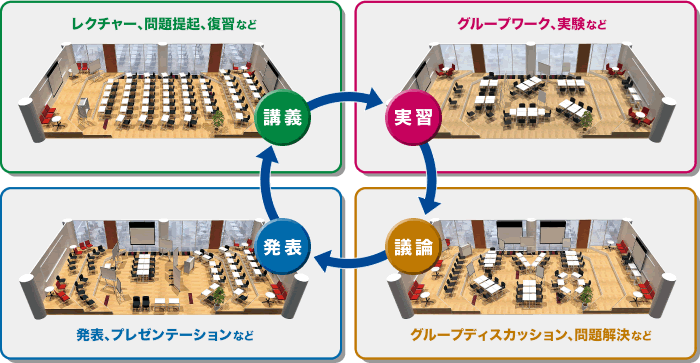 レクチャー、問題提起、復習など
グループワーク、実験など
講義
実習
発表
議論
発表、プレゼンテーションなど
グループディスカッション、問題解決など